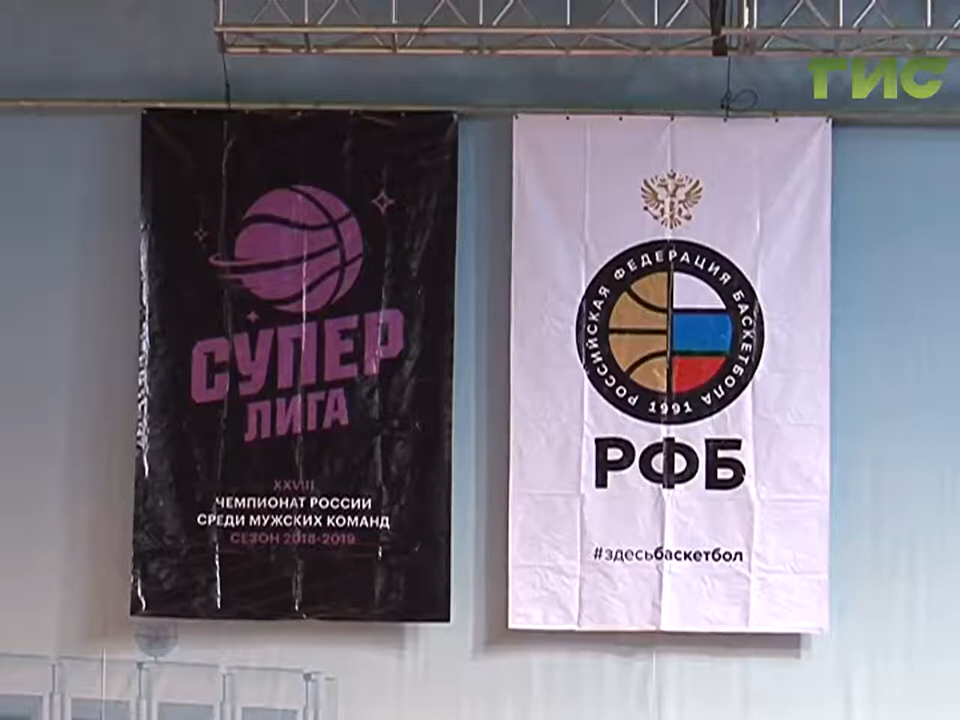 ГИС
СУПЕР
ЛИГА
XXVIII
ЧЕМПИОНАТ РОССИИ
СРЕДИ МУЖСКИХ КОМАНД
СЕЗОН 2018-2019
РОССИЙСКАЯ ФЕДЕРАЦИЯ БАСКЕТБОЛА
1991
РФБ
#здесьбаскетбол